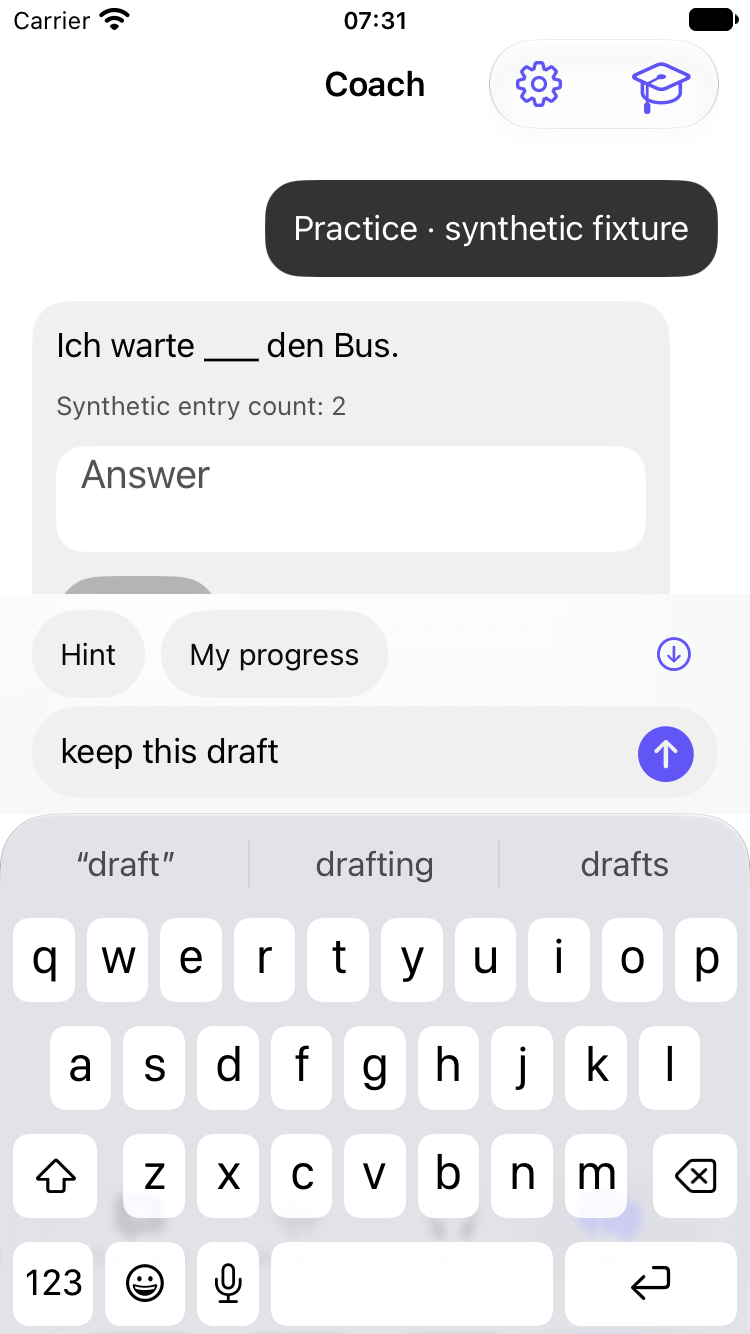 Carrier 07:31
Coach
Practice · synthetic fixture
Ich warte ____ den Bus.
Synthetic entry count: 2
Answer
Hint My progress
keep this draft
“draft” drafting drafts
q w e r t y u i o p
a s d f g h j k l
z x c v b n m
123